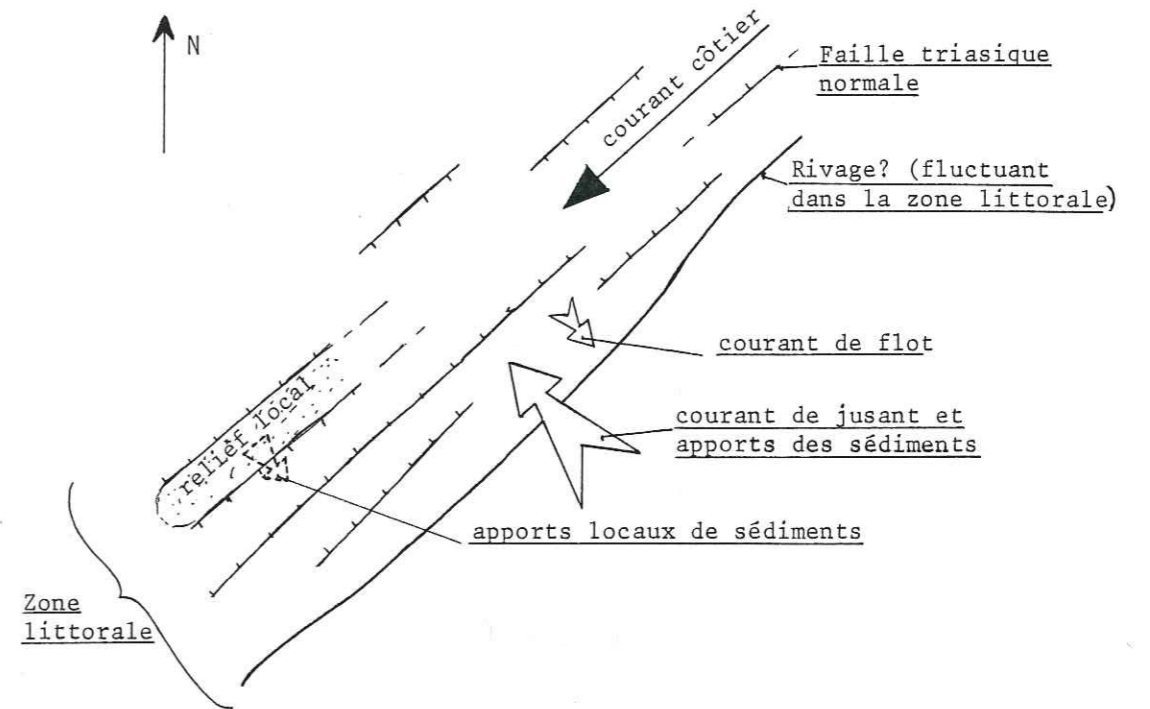 N
courant côtier
Faille triasique
normale
Rivage? (fluctuant
dans la zone littorale)
courant de flot
courant de jusant et
apports des sédiments
relief local
apports locaux de sédiments
Zone
littorale